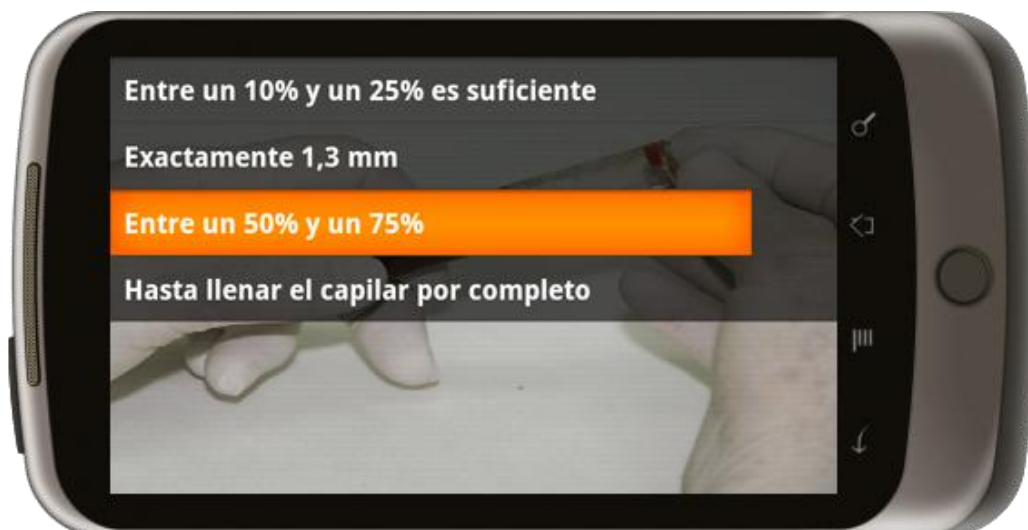 Entre un 10% y un 25% es suficiente
Exactamente 1,3 mm
Entre un 50% y un 75%
Hasta llenar el capilar por completo